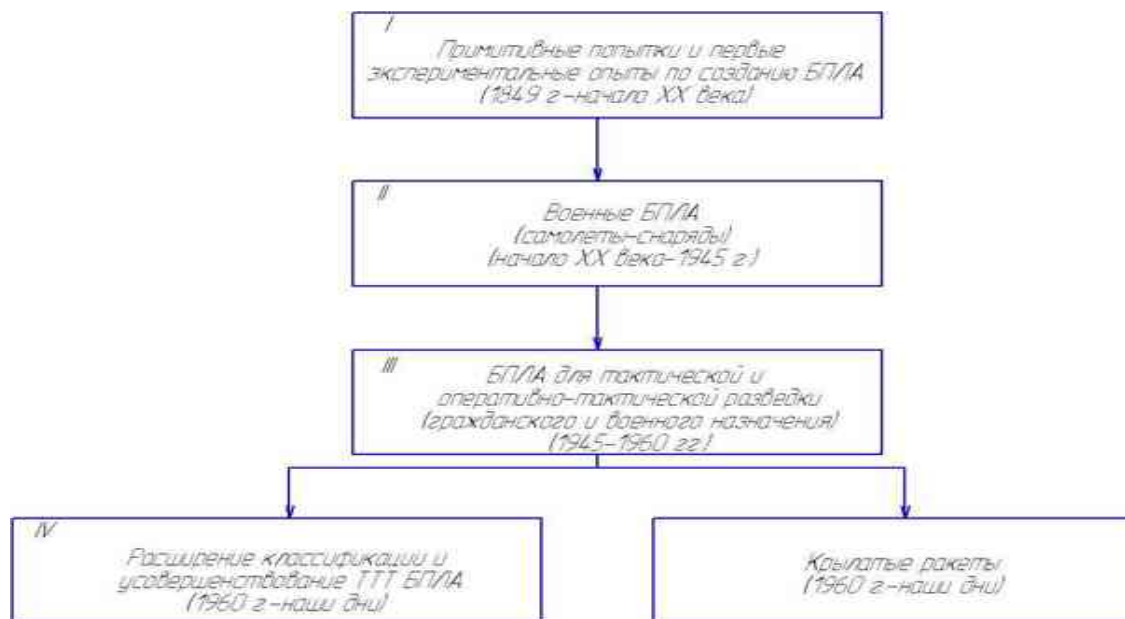 I
Примитивные попытки и первые
экспериментальные опыты по созданию БПЛА
(1849 г-начало XX века)
II
Военные БПЛА
(самолеты-снаряды)
(начало XX века-1945 г.)
III
БПЛА для тактической и
оперативно-тактической разведки
(гражданского и военного назначения)
(1945-1960 гг.)
IV
Расширение классификации и
усовершенствование ТТТ БПЛА
(1960 г.-наши дни)
Крылатые ракеты
(1960 г.-наши дни)